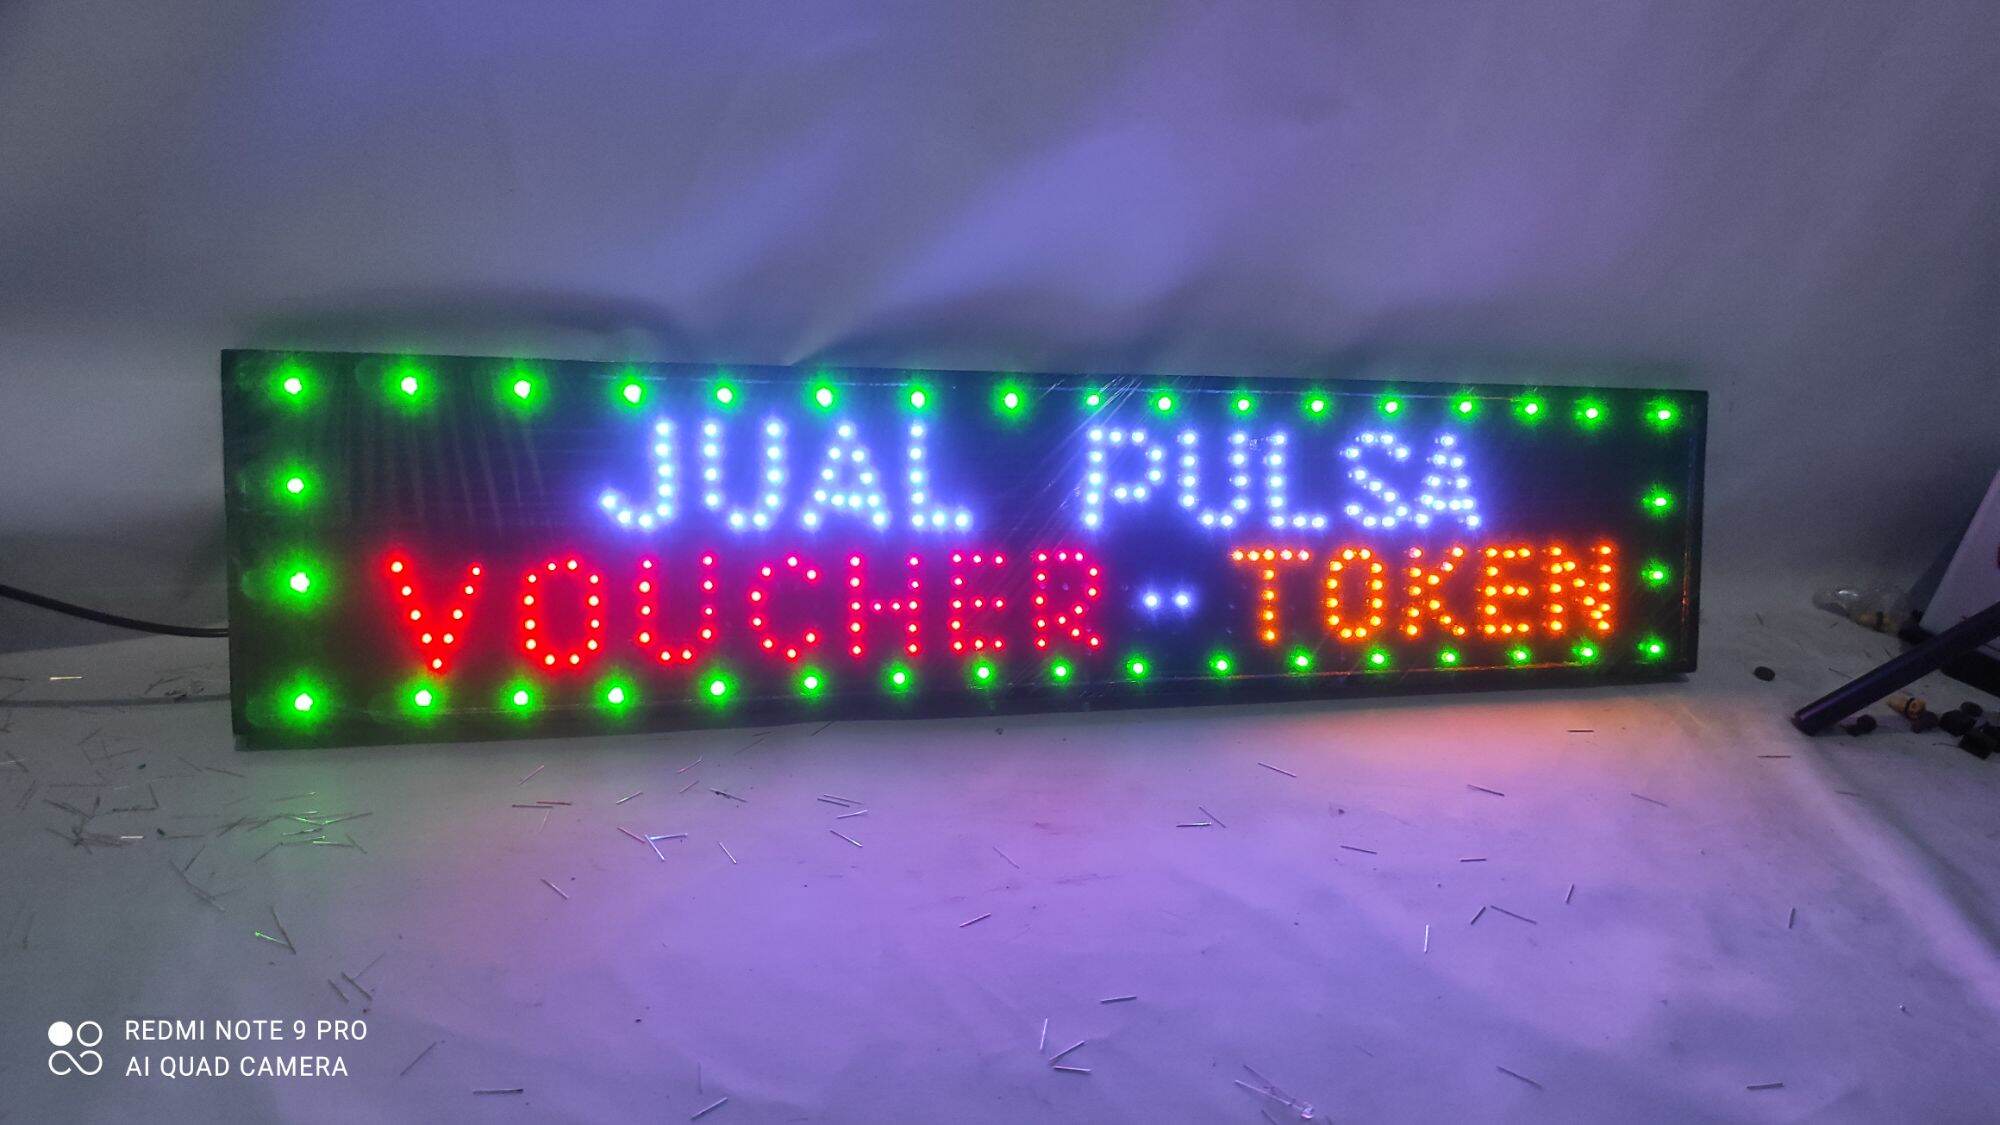 JUAL PULSA
VOUCHER -- TOKEN
REDMI NOTE 9 PRO
AI QUAD CAMERA